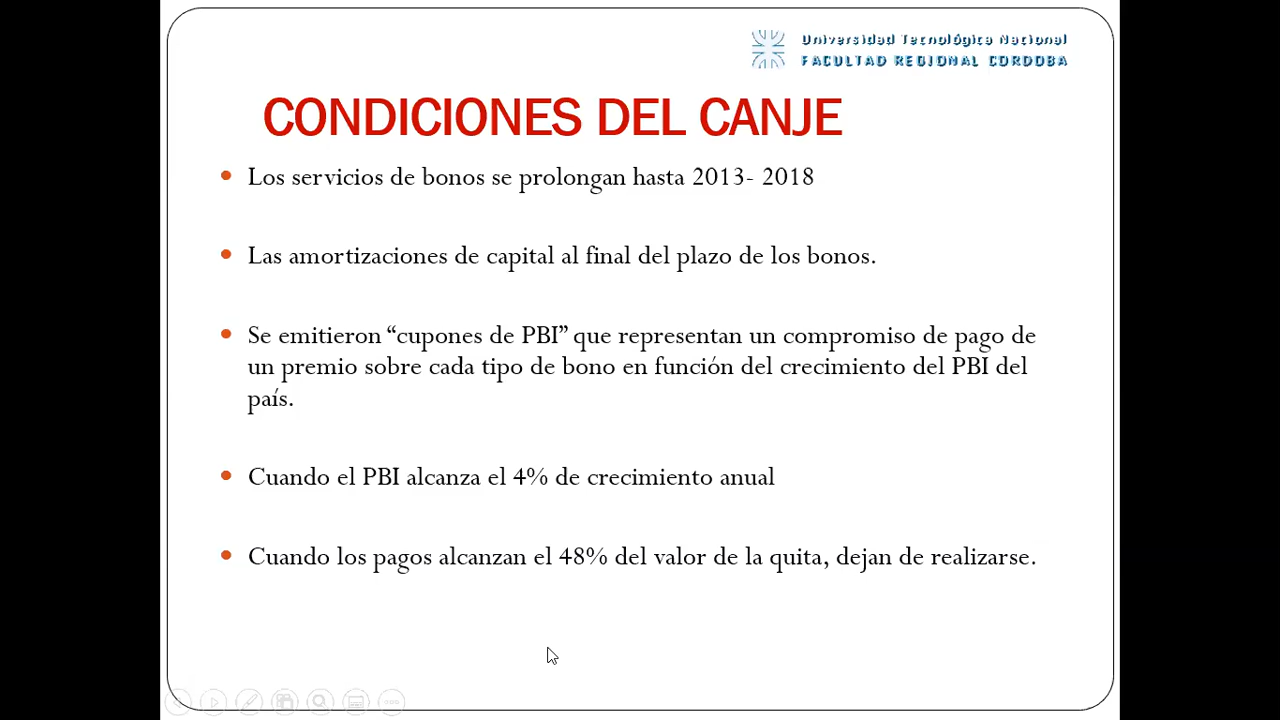 Universidad Tecnológica Nacional
FACULTAD REGIONAL CORDOBA
CONDICIONES DEL CANJE
• Los servicios de bonos se prolongan hasta 2013- 2018
• Las amortizaciones de capital al final del plazo de los bonos.
• Se emitieron “cupones de PBI” que representan un compromiso de pago de
un premio sobre cada tipo de bono en función del crecimiento del PBI del
país.
• Cuando el PBI alcanza el 4% de crecimiento anual
• Cuando los pagos alcanzan el 48% del valor de la quita, dejan de realizarse.